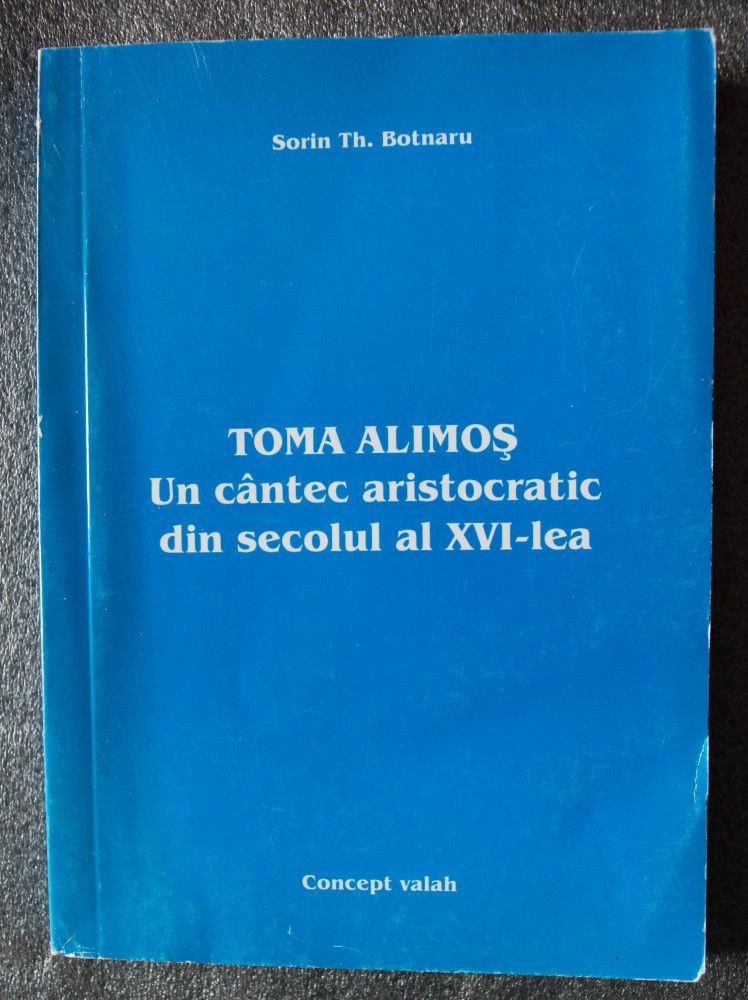 Sorin Th. Botnaru
TOMA ALIMOŞ
Un cântec aristocratic
din secolul al XVI-lea
Concept valah